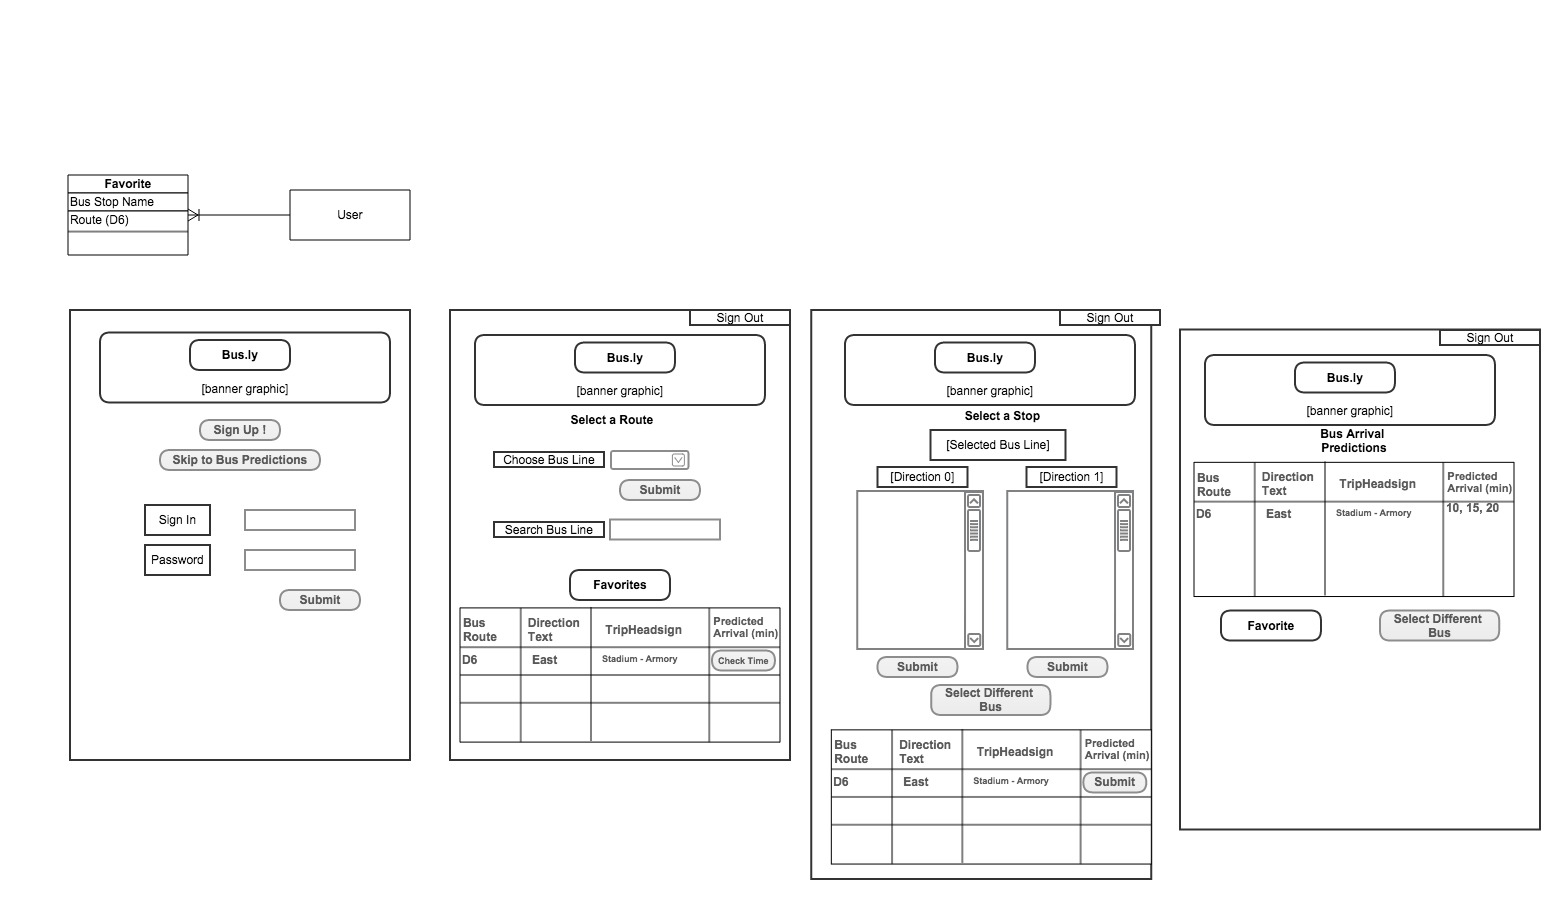 Favorite
Bus Stop Name
Route (D6)
User
Bus.ly
[banner graphic]
Sign Up !
Skip to Bus Predictions
Sign In
Password
Submit
Sign Out
Bus.ly
[banner graphic]
Select a Route
Choose Bus Line
Submit
Search Bus Line
Favorites
Bus Route
Direction Text
TripHeadsign
Predicted Arrival (min)
D6
East
Stadium - Armory
Check Time
Sign Out
Bus.ly
[banner graphic]
Select a Stop
[Selected Bus Line]
[Direction 0]
[Direction 1]
Submit
Submit
Select Different
Bus
Bus Route
Direction Text
TripHeadsign
Predicted Arrival (min)
D6
East
Stadium - Armory
Submit
Sign Out
Bus.ly
[banner graphic]
Bus Arrival
Predictions
Bus Route
Direction Text
TripHeadsign
Predicted Arrival (min)
D6
East
Stadium - Armory
10, 15, 20
Favorite
Select Different
Bus